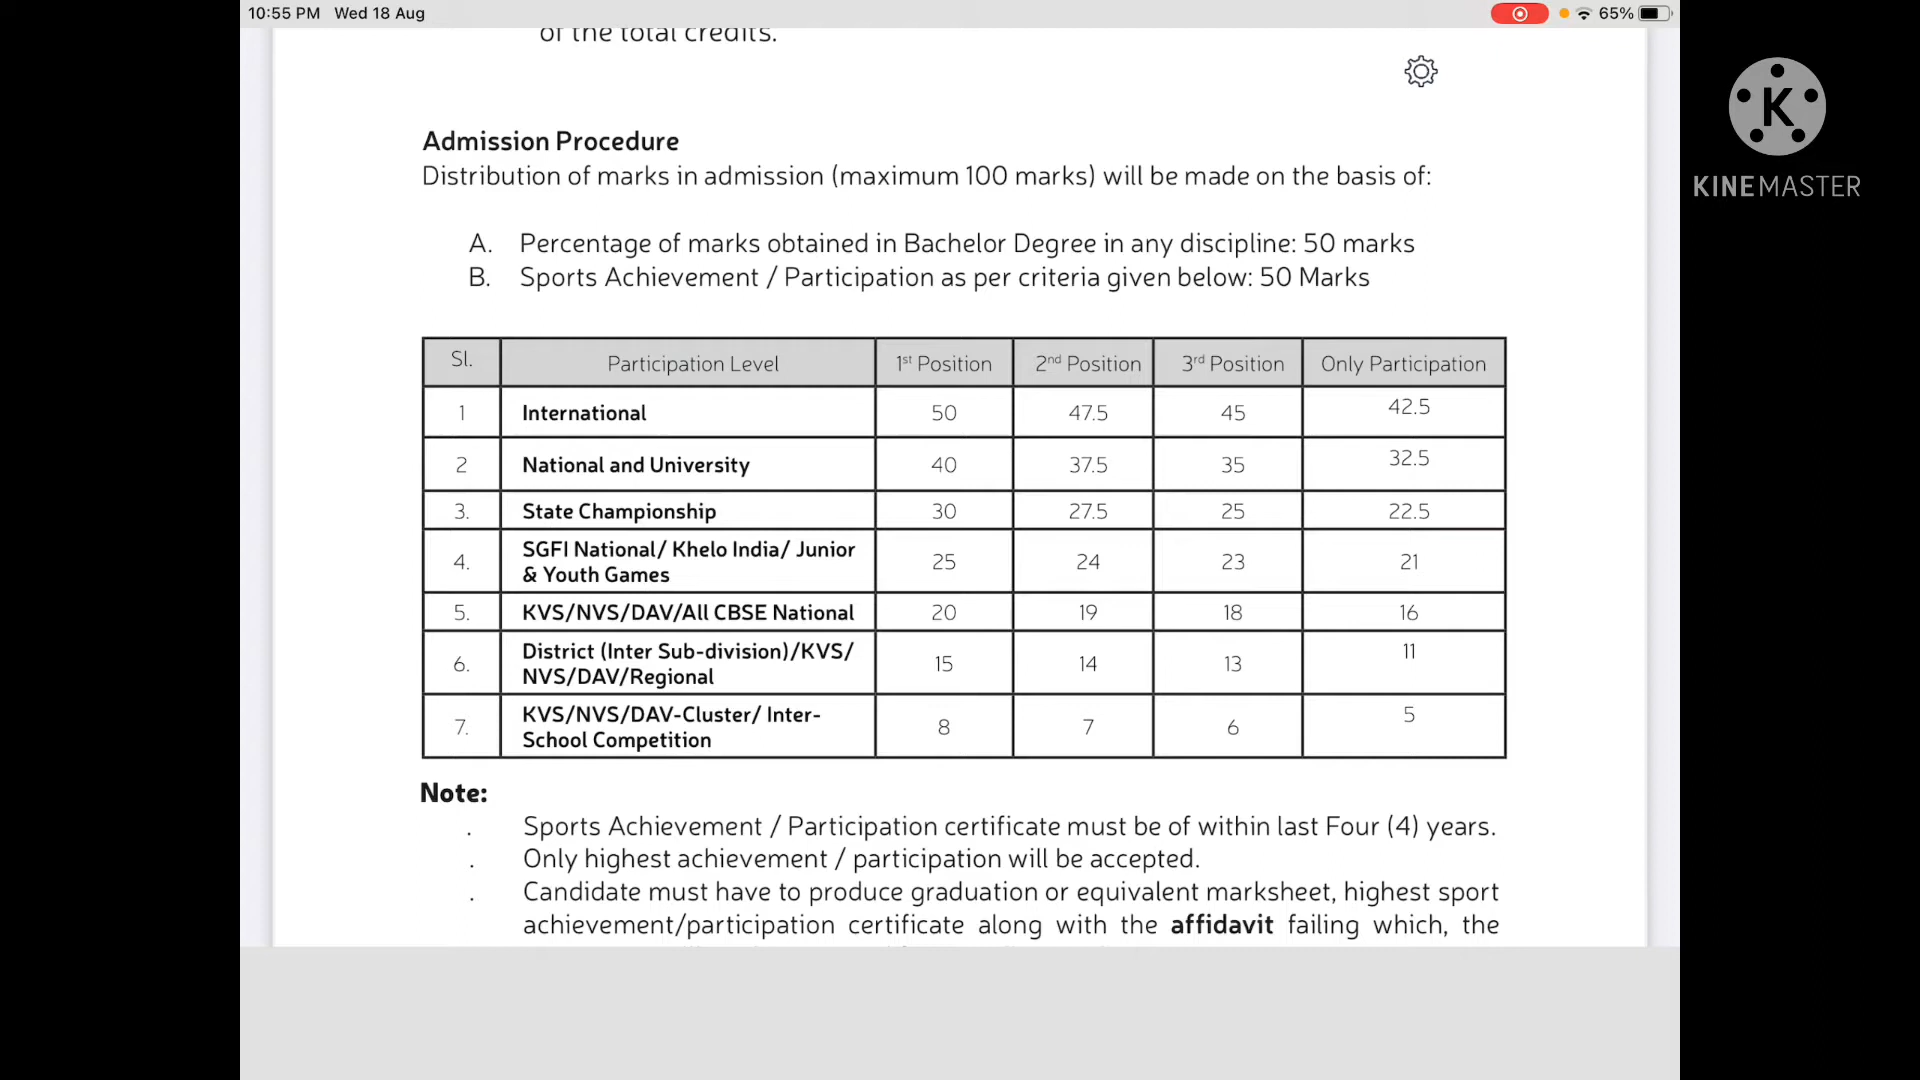 10:55 PM Wed 18 Aug
65%
of the total credits.
K
KINEMASTER
Admission Procedure
Distribution of marks in admission (maximum 100 marks) will be made on the basis of:
A. Percentage of marks obtained in Bachelor Degree in any discipline: 50 marks
B. Sports Achievement / Participation as per criteria given below: 50 Marks
Sl. Participation Level 1st Position 2nd Position 3rd Position Only Participation
1 International 50 47.5 45 42.5
2 National and University 40 37.5 35 32.5
3. State Championship 30 27.5 25 22.5
4. SGFI National/ Khelo India/ Junior
& Youth Games 25 24 23 21
5. KVS/NVS/DAV/All CBSE National 20 19 18 16
6. District (Inter Sub-division)/KVS/
NVS/DAV/Regional 15 14 13 11
7. KVS/NVS/DAV-Cluster/ Inter-
School Competition 8 7 6 5
Note:
. Sports Achievement / Participation certificate must be of within last Four (4) years.
. Only highest achievement / participation will be accepted.
. Candidate must have to produce graduation or equivalent marksheet, highest sport
achievement/participation certificate along with the affidavit failing which, the